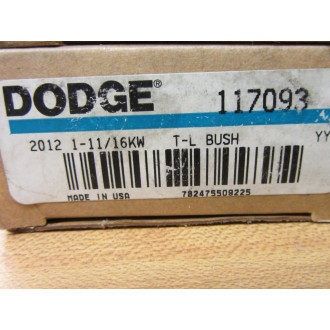 DODGE® 117093
2012 1-11/16KW T-L BUSH YY
MADE IN USA 782475509225